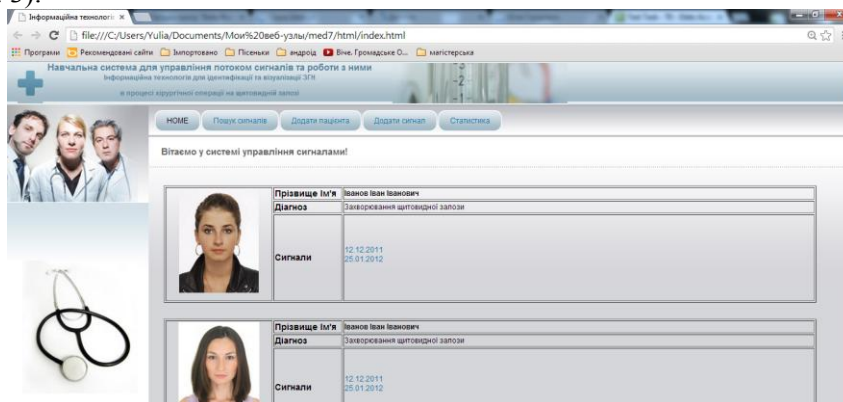 Інформаційна технологі ×
file:///C:/Users/Yulia/Documents/Мои%20веб-узлы/med7/html/index.html
Програми Рекомендовані сайти Імпортовано Пісеньки андроід Віче. Громадське О... магістерська
Навчальна система для управління потоком сигналів та роботи з ними
Інформаційна технологія для ідентифікації та візуалізації ЗГН
в процесі хірургічної операції на щитовидній залозі
-2
-1
HOME Пошук сигналів Додати пацієнта Додати сигнал Статистика
Вітаємо у системі управління сигналами!
Прізвище Ім'я Іванов Іван Іванович
Діагноз Захворювання щитовидної залози
Сигнали
12.12.2011
25.01.2012
Прізвище Ім'я Іванов Іван Іванович
Діагноз Захворювання щитовидної залози
Сигнали
12.12.2011
25.01.2012